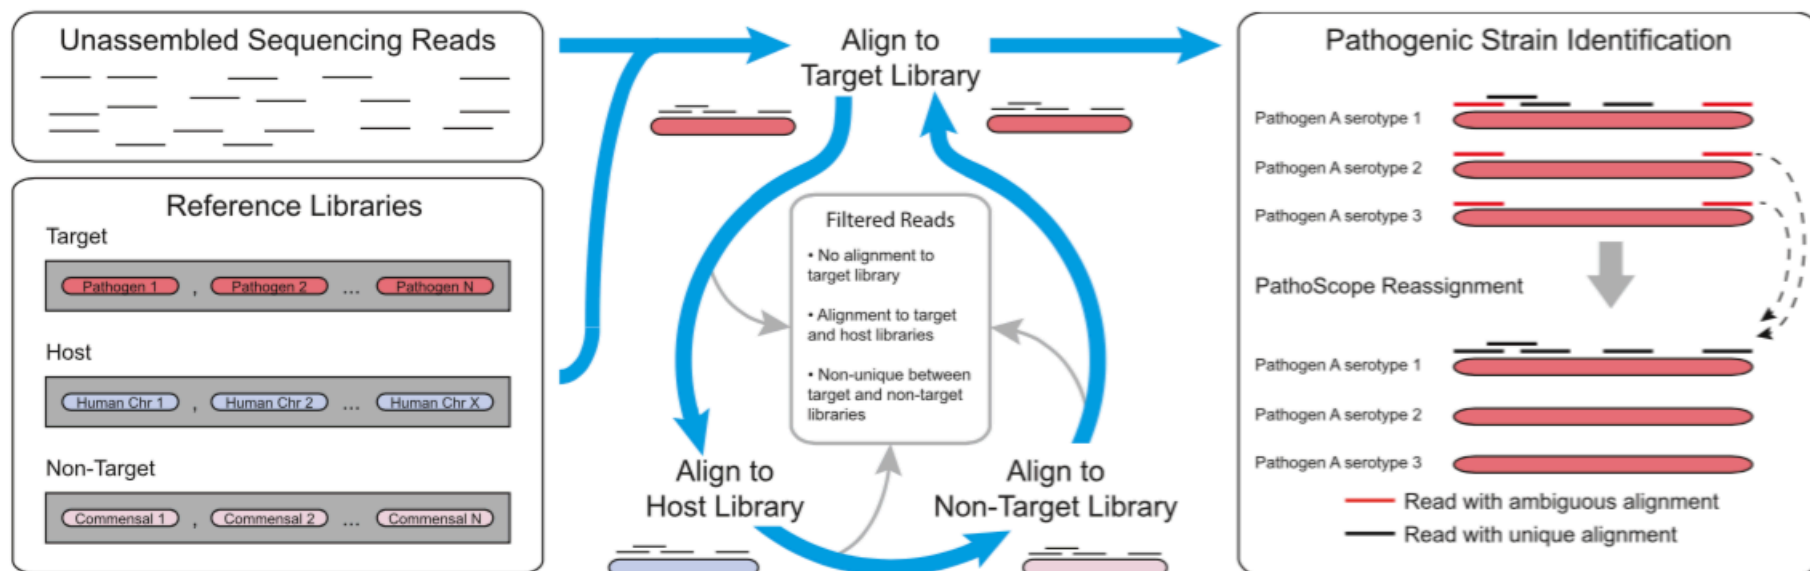 Unassembled Sequencing Reads
Reference Libraries
Target
Pathogen 1 , Pathogen 2 ... Pathogen N
Host
Human Chr 1 , Human Chr 2 ... Human Chr X
Non-Target
Commensal 1 , Commensal 2 ... Commensal N
Align to
Target Library
Filtered Reads
• No alignment to
target library
• Alignment to target
and host libraries
• Non-unique between
target and non-target
libraries
Align to
Host Library
Align to
Non-Target Library
Pathogenic Strain Identification
Pathogen A serotype 1
Pathogen A serotype 2
Pathogen A serotype 3
PathoScope Reassignment
Pathogen A serotype 1
Pathogen A serotype 2
Pathogen A serotype 3
Read with ambiguous alignment
Read with unique alignment